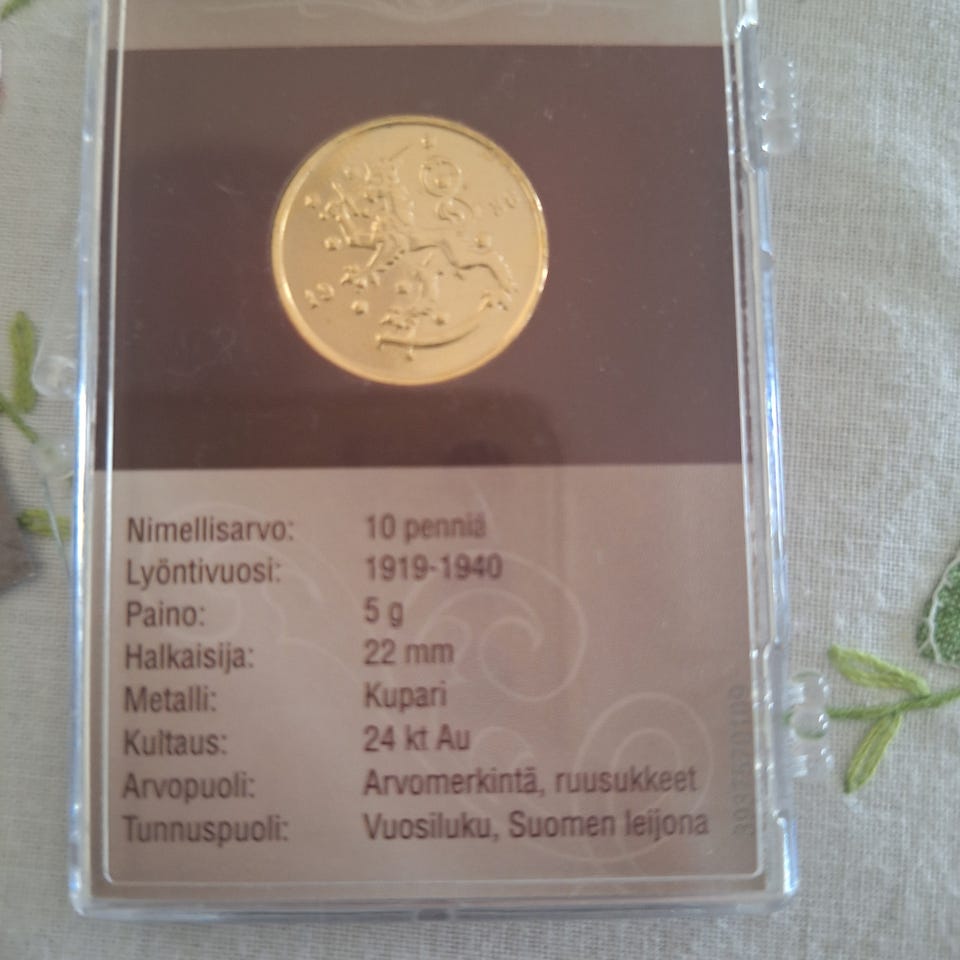 Nimellisarvo: 10 penniä
Lyöntivuosi: 1919-1940
Paino: 5 g
Halkaisija: 22 mm
Metalli: Kupari
Kultaus: 24 kt Au
Arvopuoli: Arvomerkintä, ruusukkeet
Tunnuspuoli: Vuosiluku, Suomen leijona